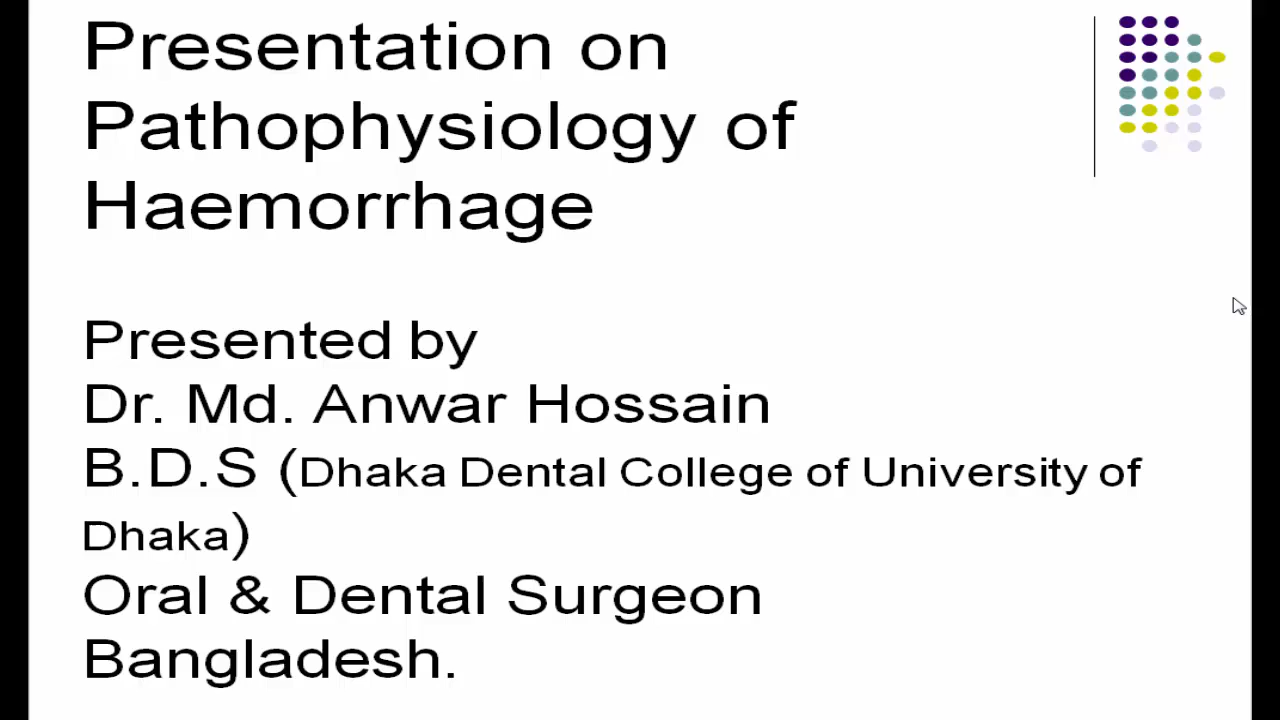 Presentation on
Pathophysiology of
Haemorrhage
Presented by
Dr. Md. Anwar Hossain
B.D.S (Dhaka Dental College of University of
Dhaka)
Oral & Dental Surgeon
Bangladesh.